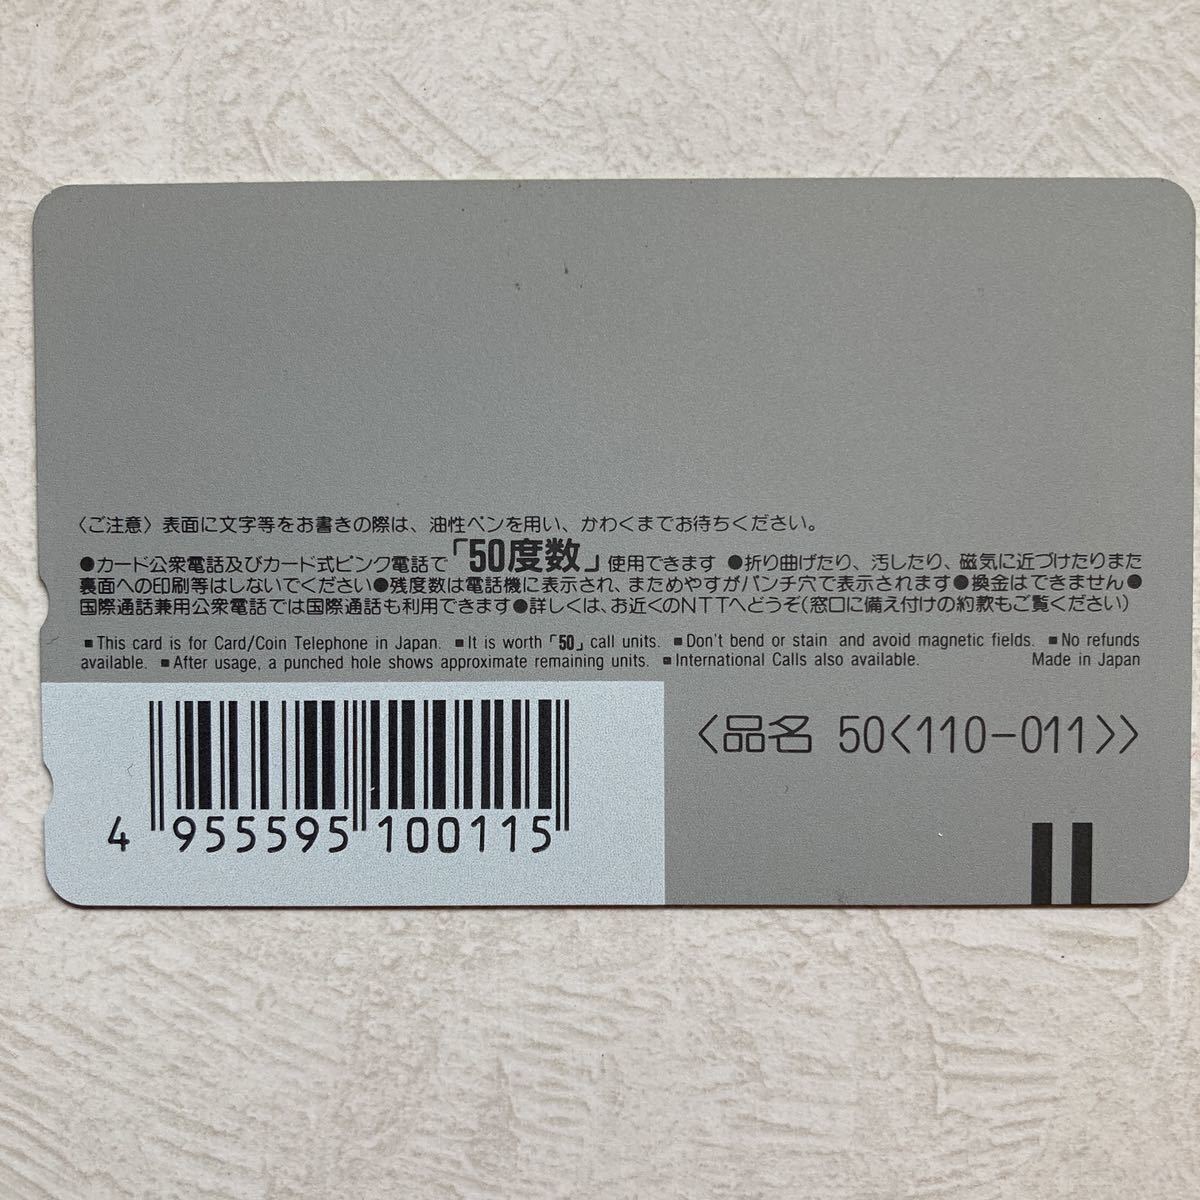 〈ご注意〉表面に文字等をお書きの際は、油性ペンを用い、かわくまでお待ちください。
●カード公衆電話及びカード式ピンク電話で「50度数」使用できます ●折り曲げたり、汚したり、磁気に近づけたりまた
裏面への印刷等はしないでください●残度数は電話機に表示され、まためやすがパンチ穴で表示されます●換金はできません●
国際通話兼用公衆電話では国際通話も利用できます●詳しくは、お近くのNTTへどうぞ(窓口に備え付けの約款もご覧ください)
■This card is for Card/Coin Telephone in Japan. ■It is worth「50」call units. ■Don't bend or stain and avoid magnetic fields. ■No refunds
available. ■After usage, a punched hole shows approximate remaining units. ■International Calls also available. Made in Japan
〈品名 50〈110-011〉〉
4 955595 100115